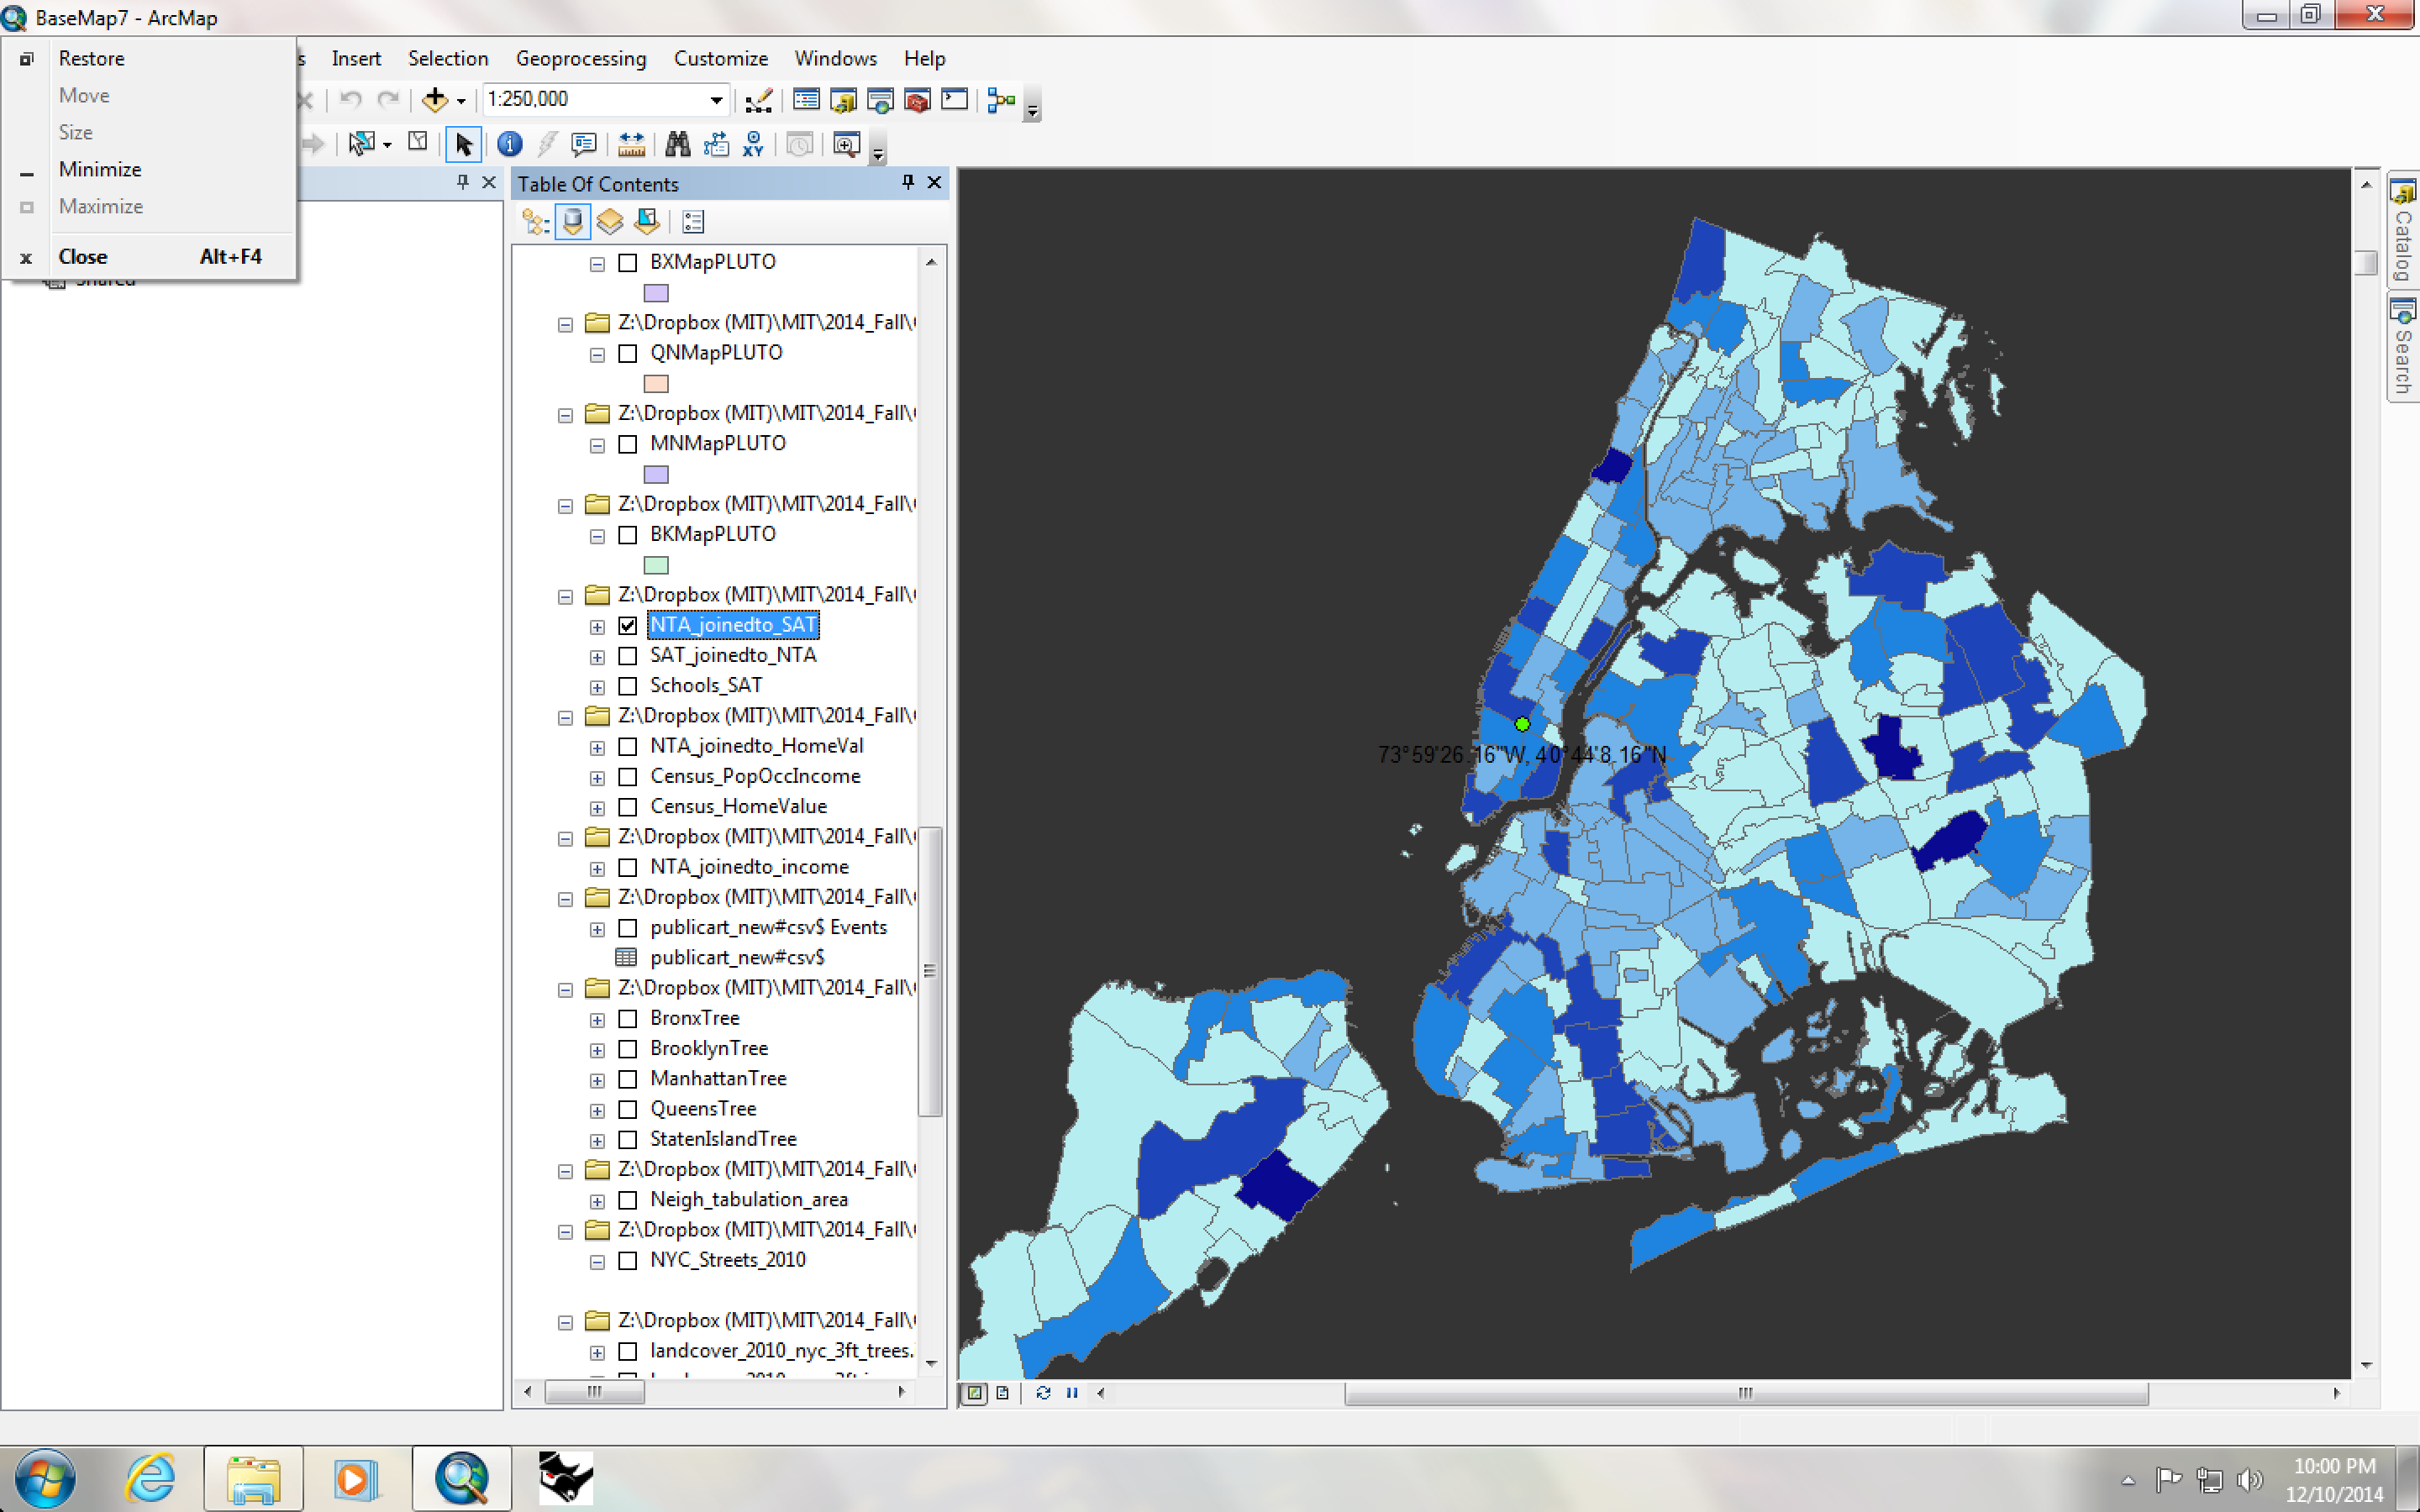 BaseMap7 - ArcMap
Restore
Move
Size
Minimize
Maximize
Close Alt+F4
s Insert Selection Geoprocessing Customize Windows Help
1:250,000
XY
Shared
Table Of Contents
BXMapPLUTO
Z:\Dropbox (MIT)\MIT\2014_Fall\
QNMapPLUTO
Z:\Dropbox (MIT)\MIT\2014_Fall\
MNMapPLUTO
Z:\Dropbox (MIT)\MIT\2014_Fall\
BKMapPLUTO
Z:\Dropbox (MIT)\MIT\2014_Fall\
NTA_joinedto_SAT
SAT_joinedto_NTA
Schools_SAT
Z:\Dropbox (MIT)\MIT\2014_Fall\
NTA_joinedto_HomeVal
Census_PopOccIncome
Census_HomeValue
Z:\Dropbox (MIT)\MIT\2014_Fall\
NTA_joinedto_income
Z:\Dropbox (MIT)\MIT\2014_Fall\
publicart_new#csv$ Events
publicart_new#csv$
Z:\Dropbox (MIT)\MIT\2014_Fall\
BronxTree
BrooklynTree
ManhattanTree
QueensTree
StatenIslandTree
Z:\Dropbox (MIT)\MIT\2014_Fall\
Neigh_tabulation_area
Z:\Dropbox (MIT)\MIT\2014_Fall\
NYC_Streets_2010
Z:\Dropbox (MIT)\MIT\2014_Fall\
landcover_2010_nyc_3ft_trees.
73°59'26.16"W, 40°44'8.16"N
Catalog
Search
10:00 PM
12/10/2014